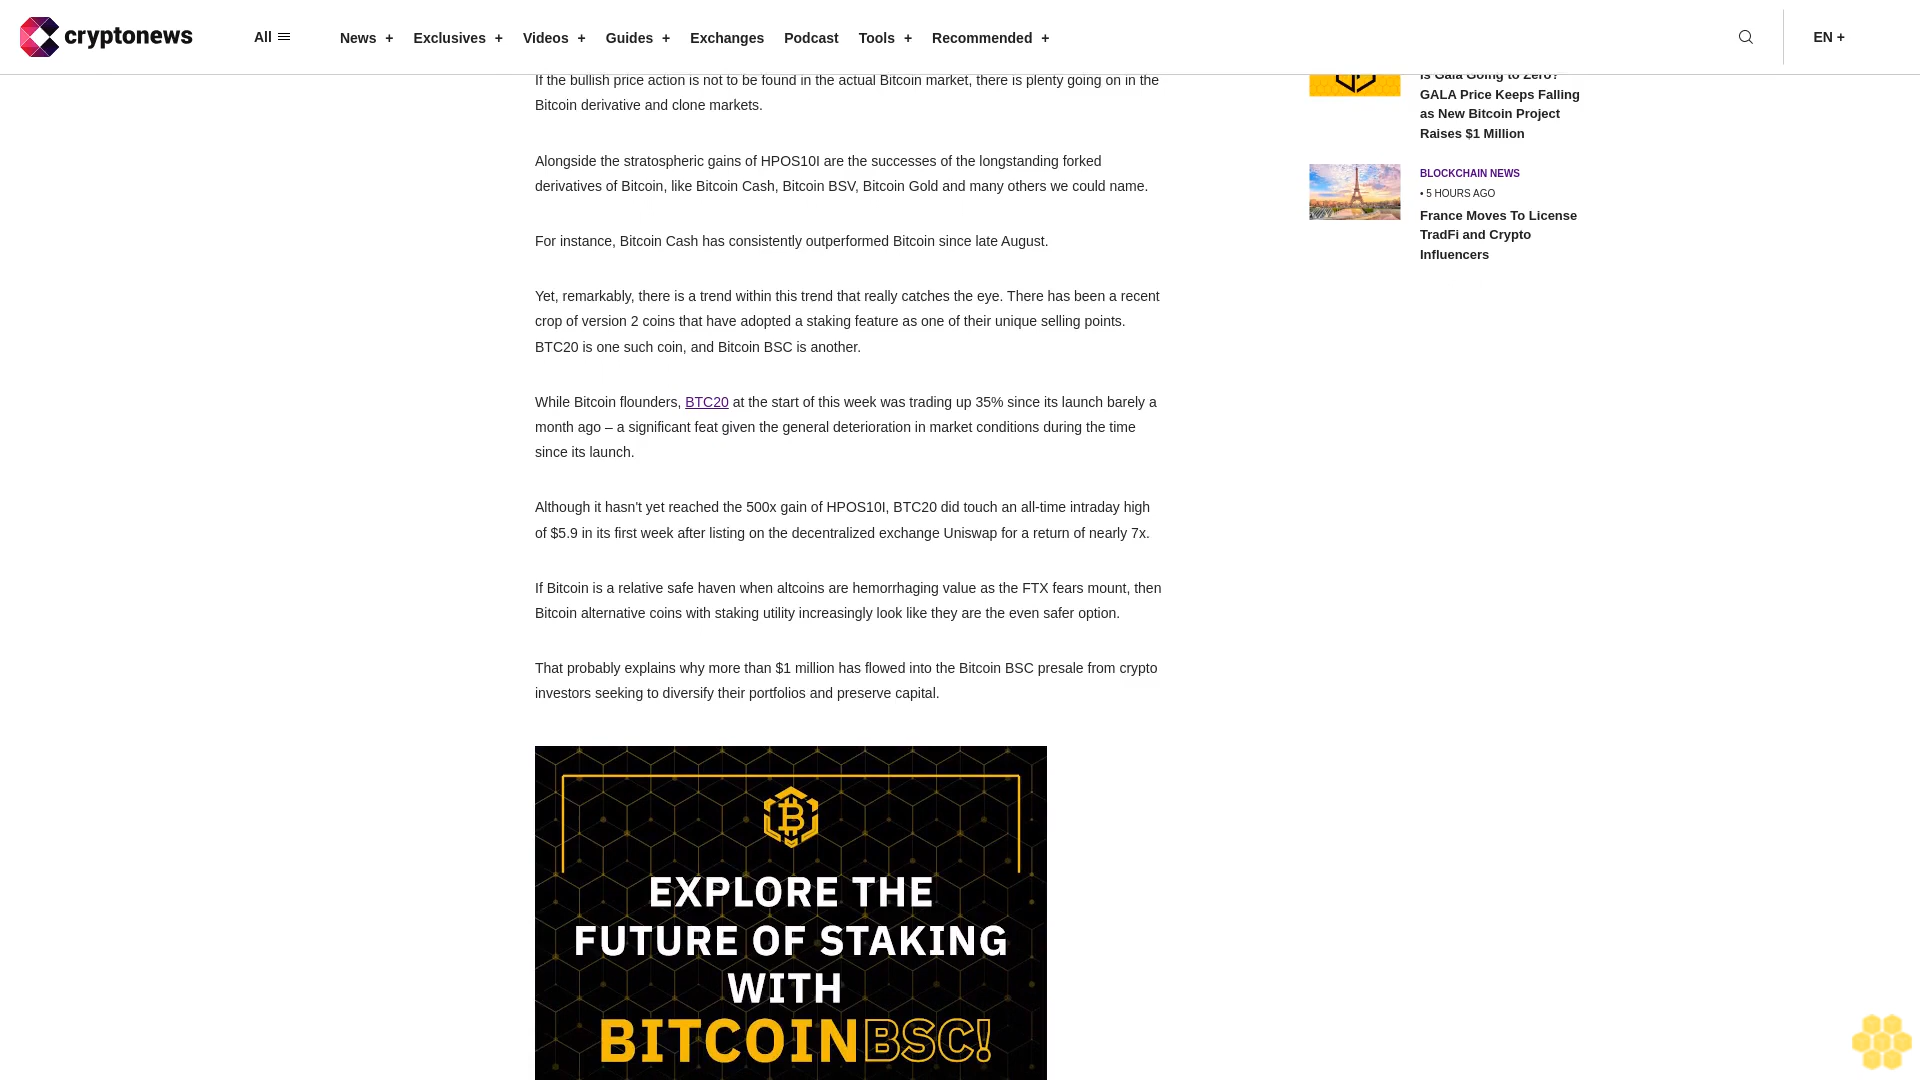 cryptonews
All
News +
Exclusives +
Videos +
Guides +
Exchanges
Podcast
Tools +
Recommended +
EN +
If the bullish price action is not to be found in the actual Bitcoin market, there is plenty going on in the
Bitcoin derivative and clone markets.
Alongside the stratospheric gains of HPOS10I are the successes of the longstanding forked
derivatives of Bitcoin, like Bitcoin Cash, Bitcoin BSV, Bitcoin Gold and many others we could name.
For instance, Bitcoin Cash has consistently outperformed Bitcoin since late August.
Yet, remarkably, there is a trend within this trend that really catches the eye. There has been a recent
crop of version 2 coins that have adopted a staking feature as one of their unique selling points.
BTC20 is one such coin, and Bitcoin BSC is another.
While Bitcoin flounders, BTC20 at the start of this week was trading up 35% since its launch barely a
month ago – a significant feat given the general deterioration in market conditions during the time
since its launch.
Although it hasn't yet reached the 500x gain of HPOS10I, BTC20 did touch an all-time intraday high
of $5.9 in its first week after listing on the decentralized exchange Uniswap for a return of nearly 7x.
If Bitcoin is a relative safe haven when altcoins are hemorrhaging value as the FTX fears mount, then
Bitcoin alternative coins with staking utility increasingly look like they are the even safer option.
That probably explains why more than $1 million has flowed into the Bitcoin BSC presale from crypto
investors seeking to diversify their portfolios and preserve capital.
EXPLORE THE
FUTURE OF STAKING
WITH
BITCOINBSC!
Is Gala Going to Zero?
GALA Price Keeps Falling
as New Bitcoin Project
Raises $1 Million
BLOCKCHAIN NEWS
• 5 HOURS AGO
France Moves To License
TradFi and Crypto
Influencers